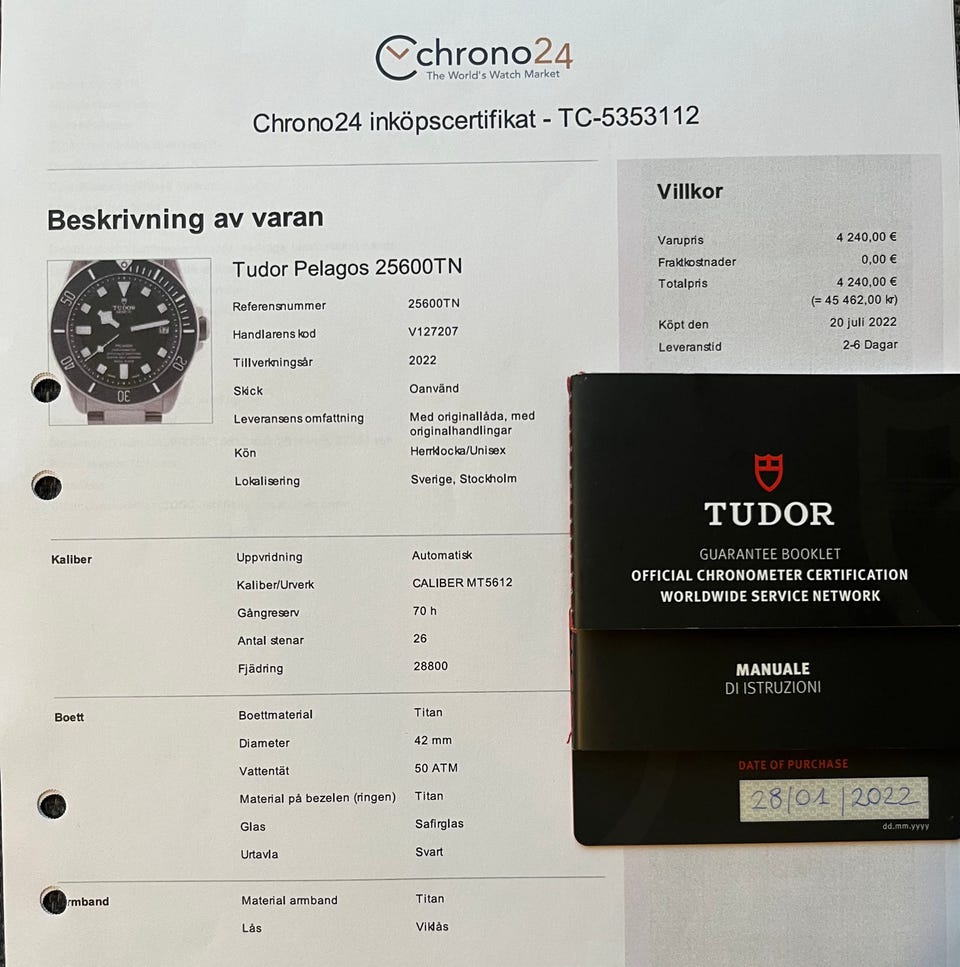 chrono24
The World's Watch Market
Chrono24 inköpscertifikat - TC-5353112
Beskrivning av varan
Tudor Pelagos 25600TN
Referensnummer 25600TN
Handlarens kod V127207
Tillverkningsår 2022
Skick Oanvänd
Leveransens omfattning Med originallåda, med
originalhandlingar
Kön Herrklocka/Unisex
Lokalisering Sverige, Stockholm
Kaliber Uppvridning Automatisk
Kaliber/Urverk CALIBER MT5612
Gångreserv 70 h
Antal stenar 26
Fjädring 28800
Boett Boettmaterial Titan
Diameter 42 mm
Vattentät 50 ATM
Material på bezelen (ringen) Titan
Glas Safirglas
Urtavla Svart
rmband Material armband Titan
Lås Viklås
Villkor
Varupris 4 240,00 €
Fraktkostnader 0,00 €
Totalpris 4 240,00 €
(= 45 462,00 kr)
Köpt den 20 juli 2022
Leveranstid 2-6 Dagar
TUDOR
50
20
40
30
TUDOR
GUARANTEE BOOKLET
OFFICIAL CHRONOMETER CERTIFICATION
WORLDWIDE SERVICE NETWORK
MANUALE
DI ISTRUZIONI
DATE OF PURCHASE
28/01/2022
dd.mm.yyyy